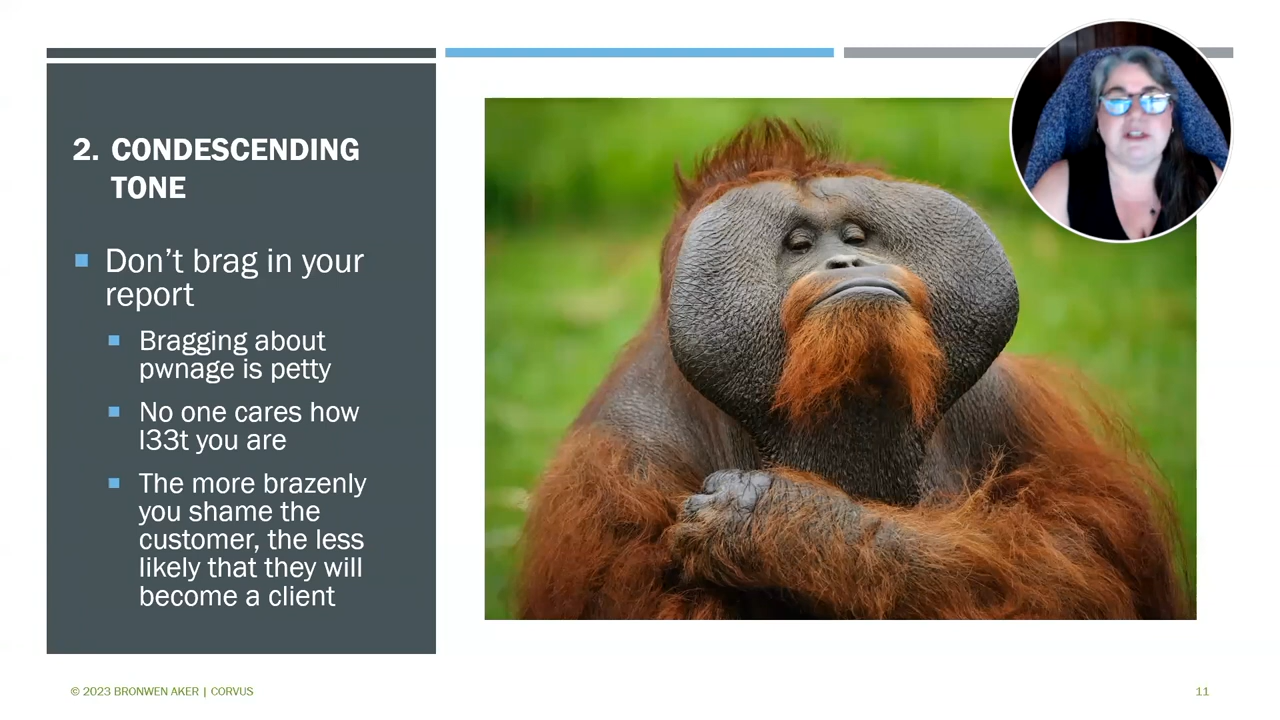 2. CONDESCENDING
TONE
Don’t brag in your
report
Bragging about
pwnage is petty
No one cares how
l33t you are
The more brazenly
you shame the
customer, the less
likely that they will
become a client
© 2023 BRONWEN AKER | CORVUS
11